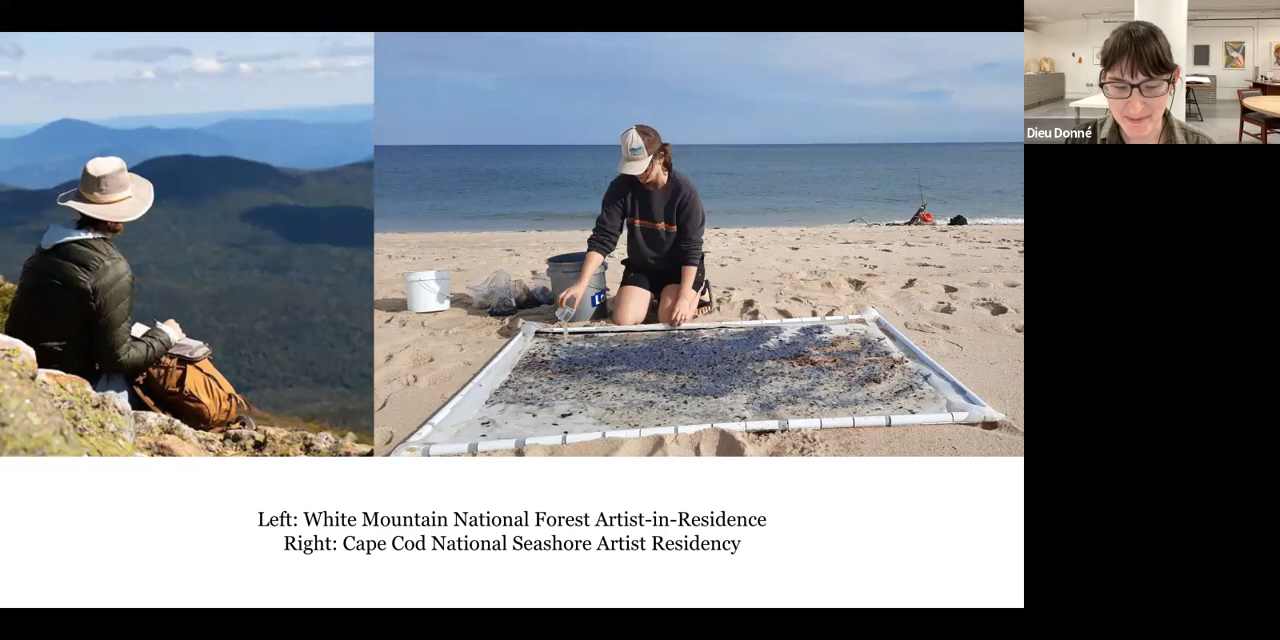 Dieu Donné
Left: White Mountain National Forest Artist-in-Residence
Right: Cape Cod National Seashore Artist Residency